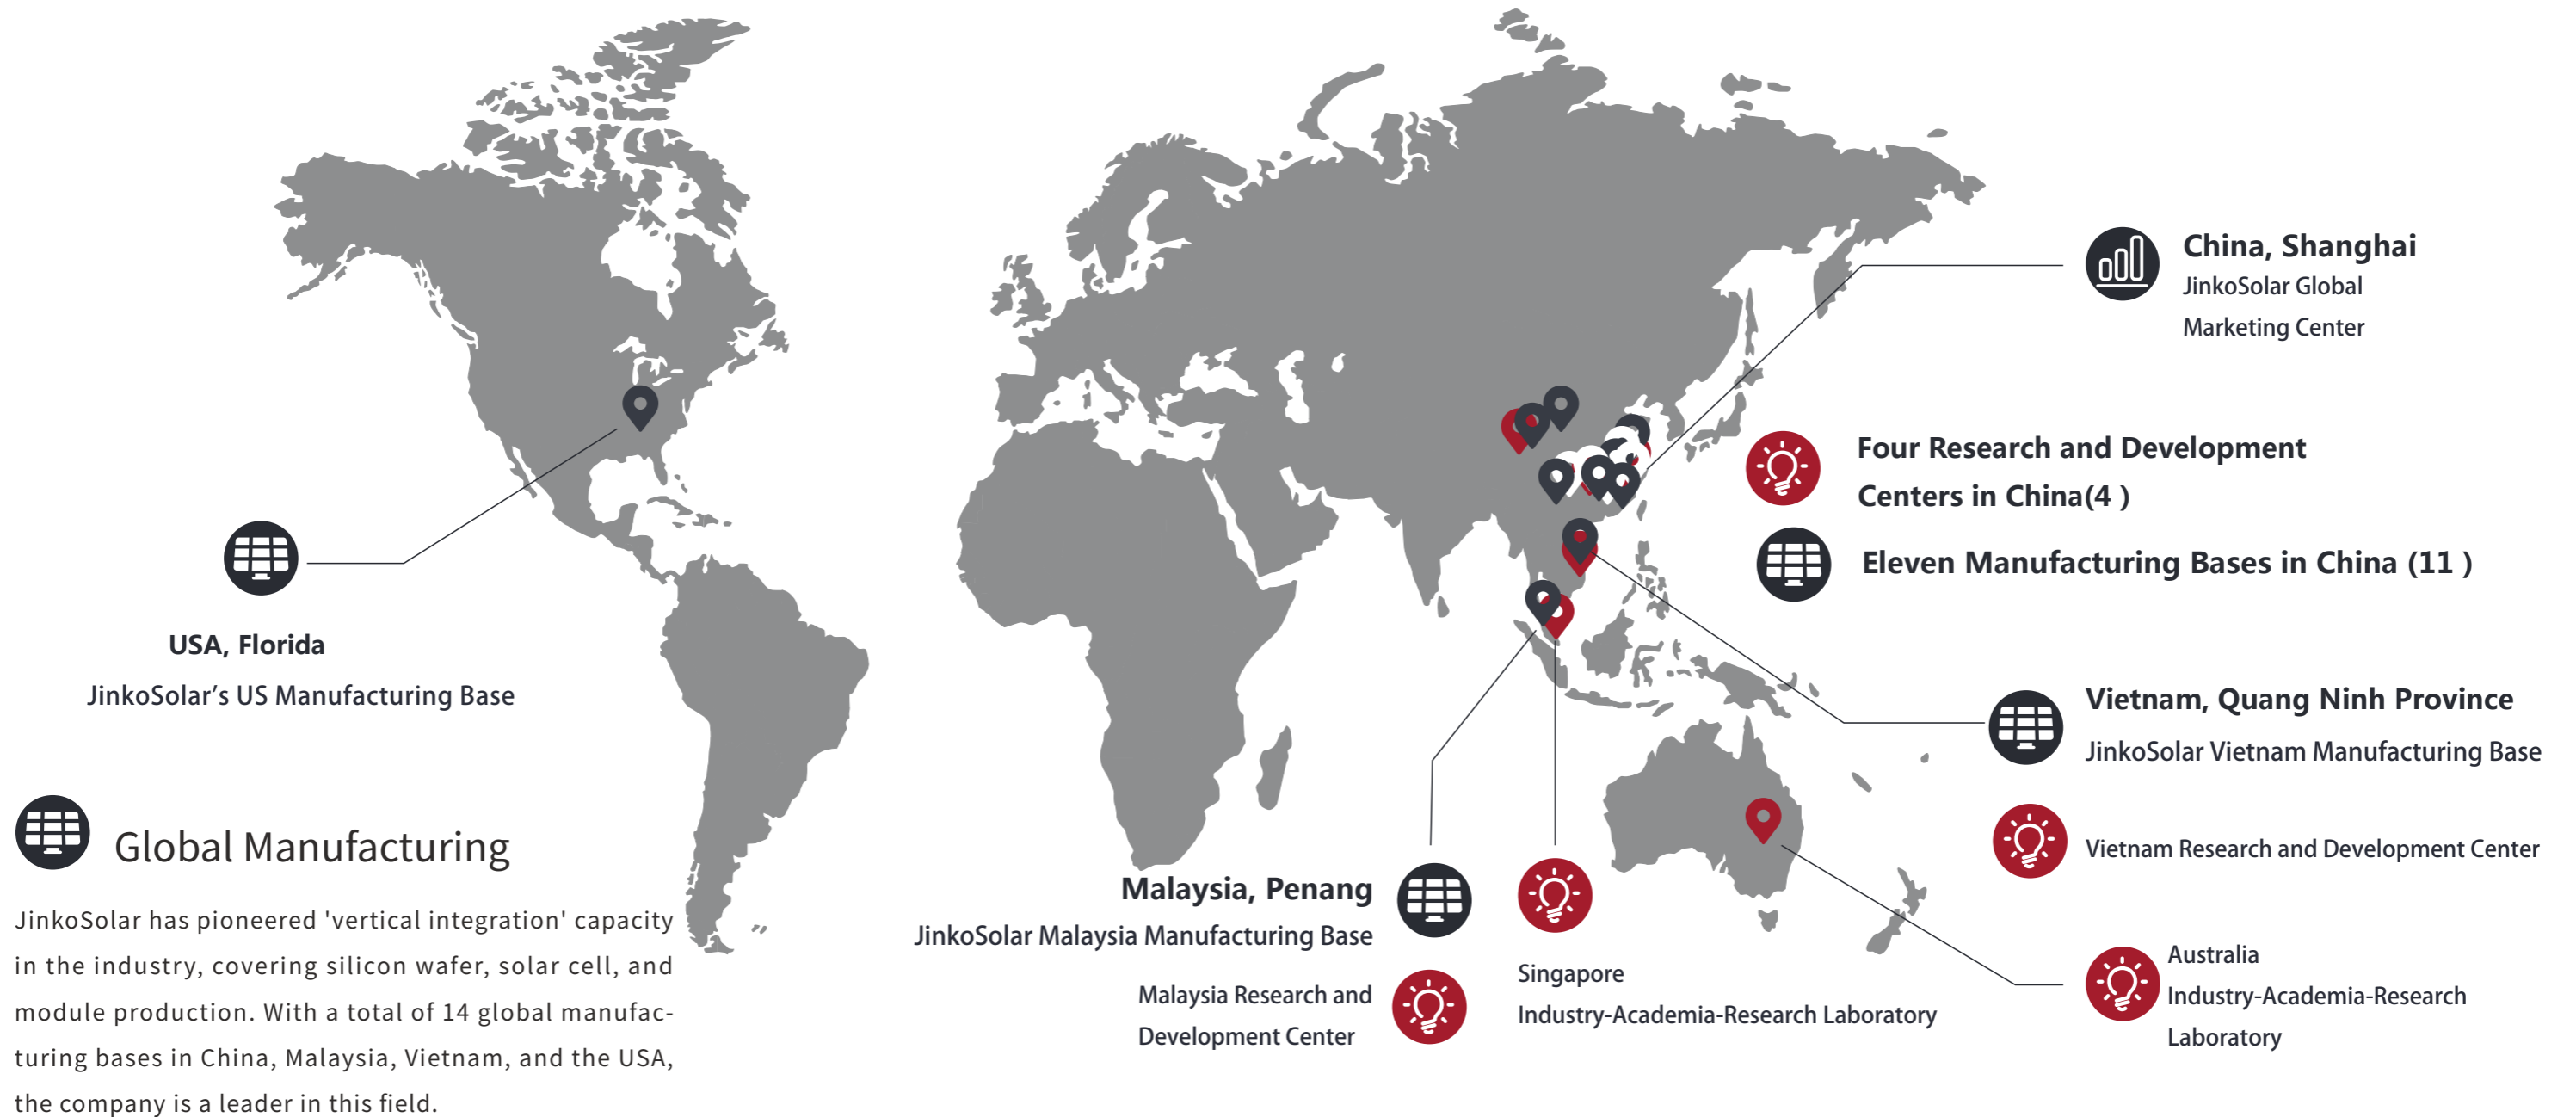 China, Shanghai
JinkoSolar Global
Marketing Center
Four Research and Development
Centers in China(4 )
Eleven Manufacturing Bases in China (11 )
USA, Florida
JinkoSolar’s US Manufacturing Base
Vietnam, Quang Ninh Province
JinkoSolar Vietnam Manufacturing Base
Vietnam Research and Development Center
Global Manufacturing
JinkoSolar has pioneered 'vertical integration' capacity
in the industry, covering silicon wafer, solar cell, and
module production. With a total of 14 global manufac-
turing bases in China, Malaysia, Vietnam, and the USA,
the company is a leader in this field.
Malaysia, Penang
JinkoSolar Malaysia Manufacturing Base
Malaysia Research and
Development Center
Singapore
Industry-Academia-Research Laboratory
Australia
Industry-Academia-Research
Laboratory